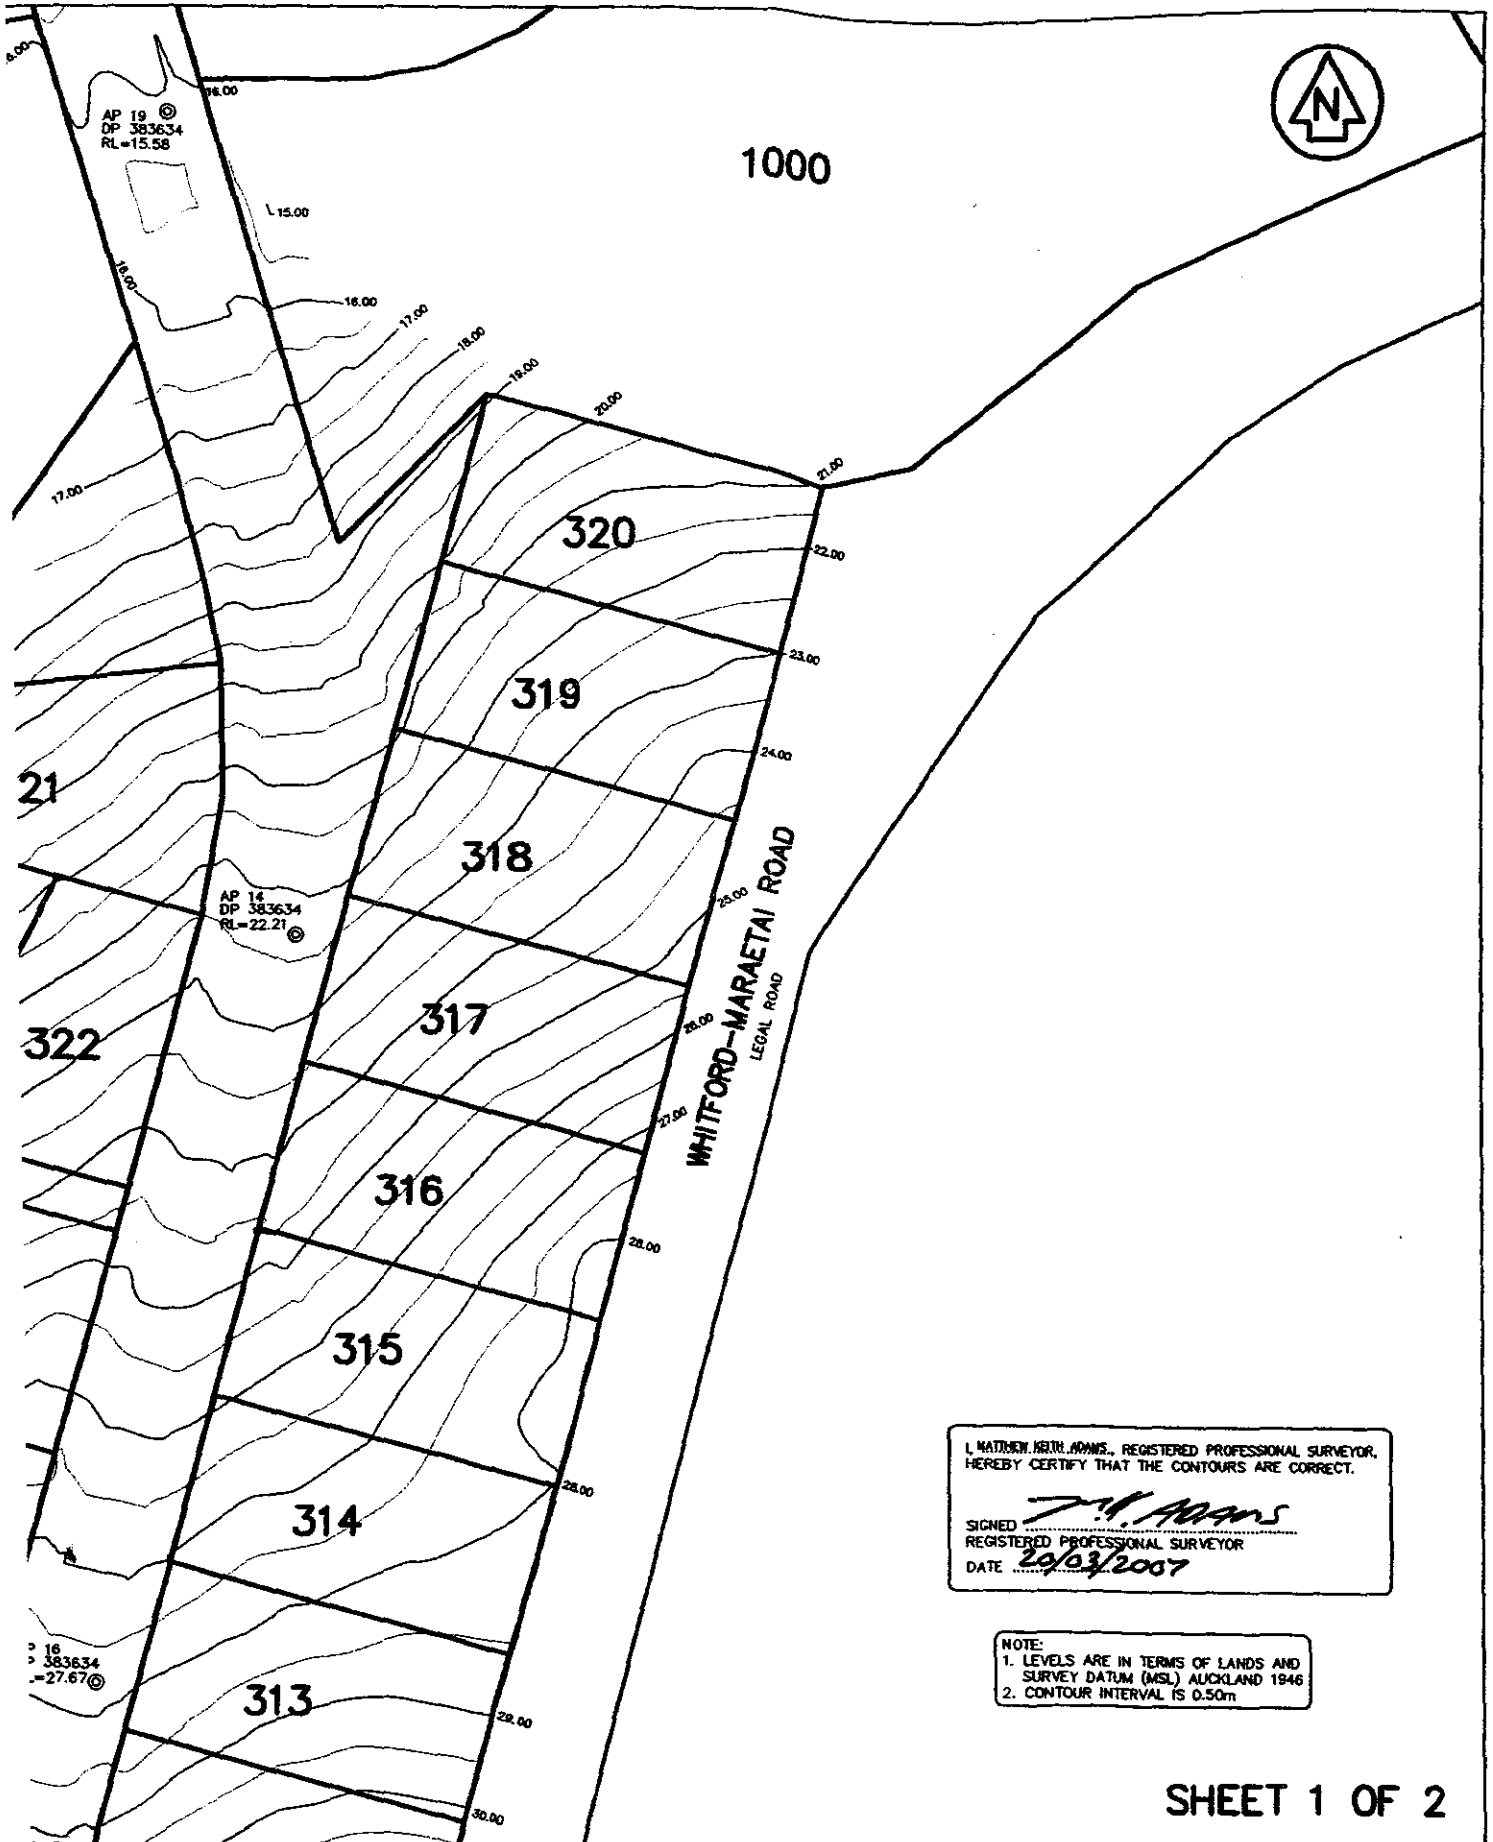 6.00
16.00
AP 19
DP 383634
RL=15.58
N
1000
15.00
16.00
16.00
17.00
18.00
19.00
20.00
17.00
21.00
320
22.00
23.00
319
24.00
21
318
25.00
AP 14
DP 383634
RL=22.21
WHITFORD-MARAETAI ROAD
LEGAL ROAD
317
26.00
322
27.00
316
28.00
315
28.00
314
I, MATTHEW KEITH ADAMS., REGISTERED PROFESSIONAL SURVEYOR,
HEREBY CERTIFY THAT THE CONTOURS ARE CORRECT.
SIGNED M.K. ADAMS
REGISTERED PROFESSIONAL SURVEYOR
DATE 20/03/2007
P 16
P 383634
=27.67
NOTE:
1. LEVELS ARE IN TERMS OF LANDS AND
SURVEY DATUM (MSL) AUCKLAND 1946
2. CONTOUR INTERVAL IS 0.50m
313
29.00
30.00
SHEET 1 OF 2